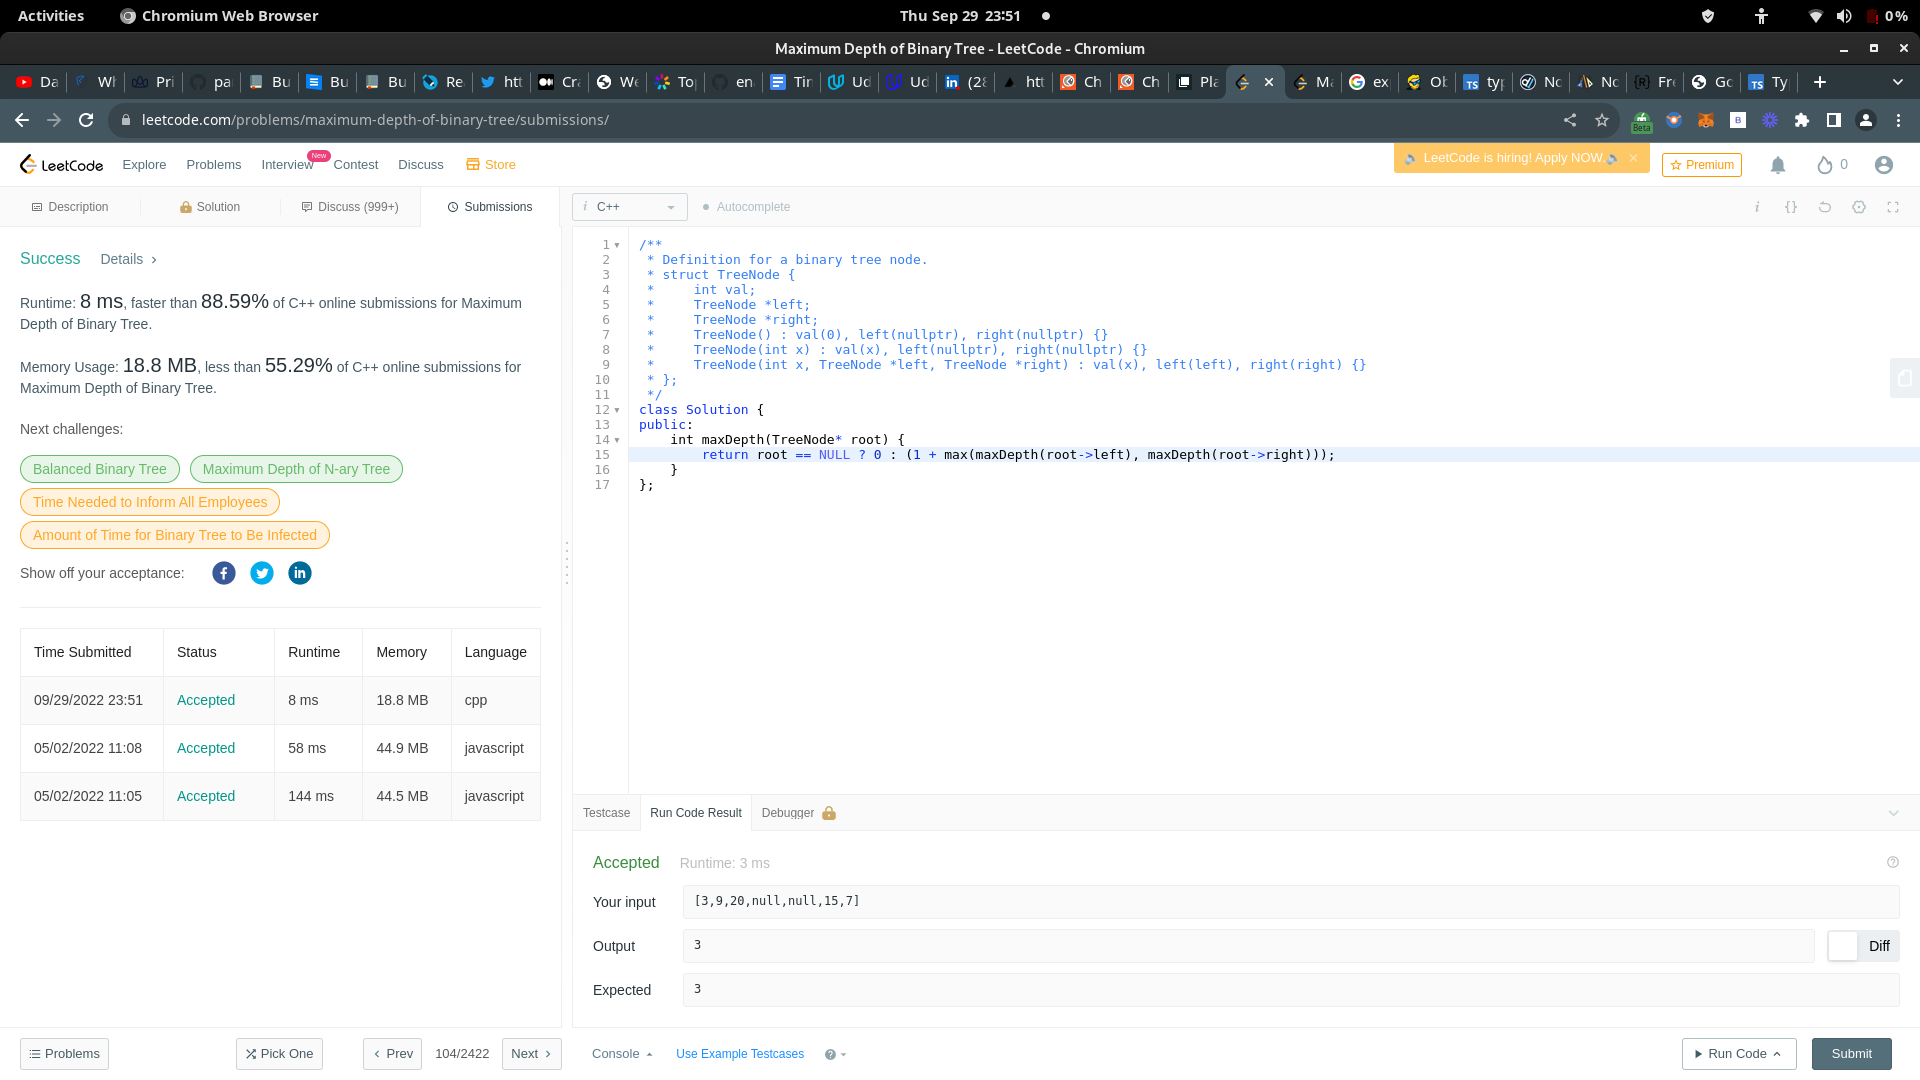 Activities
Chromium Web Browser
Thu Sep 29 23:51
0%
Maximum Depth of Binary Tree - LeetCode - Chromium
Da
Wh
Pri
pa
Bu
Bu
Bu
Re
htt
Cra
We
To
en
Tir
Ud
Ud
(28
htt
Ch
Ch
Pla
Ma
ex
Ob
typ
No
No
Fre
Go
Ty
leetcode.com/problems/maximum-depth-of-binary-tree/submissions/
Beta
LeetCode
Explore
Problems
Interview
New
Contest
Discuss
Store
LeetCode is hiring! Apply NOW.
Premium
0
Description
Solution
Discuss (999+)
Submissions
i C++
Autocomplete
Success
Details
Runtime: 8 ms, faster than 88.59% of C++ online submissions for Maximum
Depth of Binary Tree.
Memory Usage: 18.8 MB, less than 55.29% of C++ online submissions for
Maximum Depth of Binary Tree.
Next challenges:
Balanced Binary Tree
Maximum Depth of N-ary Tree
Time Needed to Inform All Employees
Amount of Time for Binary Tree to Be Infected
Show off your acceptance:
Time Submitted Status Runtime Memory Language
09/29/2022 23:51 Accepted 8 ms 18.8 MB cpp
05/02/2022 11:08 Accepted 58 ms 44.9 MB javascript
05/02/2022 11:05 Accepted 144 ms 44.5 MB javascript
1 /**
2 * Definition for a binary tree node.
3 * struct TreeNode {
4 * int val;
5 * TreeNode *left;
6 * TreeNode *right;
7 * TreeNode() : val(0), left(nullptr), right(nullptr) {}
8 * TreeNode(int x) : val(x), left(nullptr), right(nullptr) {}
9 * TreeNode(int x, TreeNode *left, TreeNode *right) : val(x), left(left), right(right) {}
10 * };
11 */
12 class Solution {
13 public:
14 int maxDepth(TreeNode* root) {
15 return root == NULL ? 0 : (1 + max(maxDepth(root->left), maxDepth(root->right)));
16 }
17 };
Testcase
Run Code Result
Debugger
Accepted
Runtime: 3 ms
Your input
[3,9,20,null,null,15,7]
Output
3
Diff
Expected
3
Problems
Pick One
Prev
104/2422
Next
Console
Use Example Testcases
Run Code
Submit